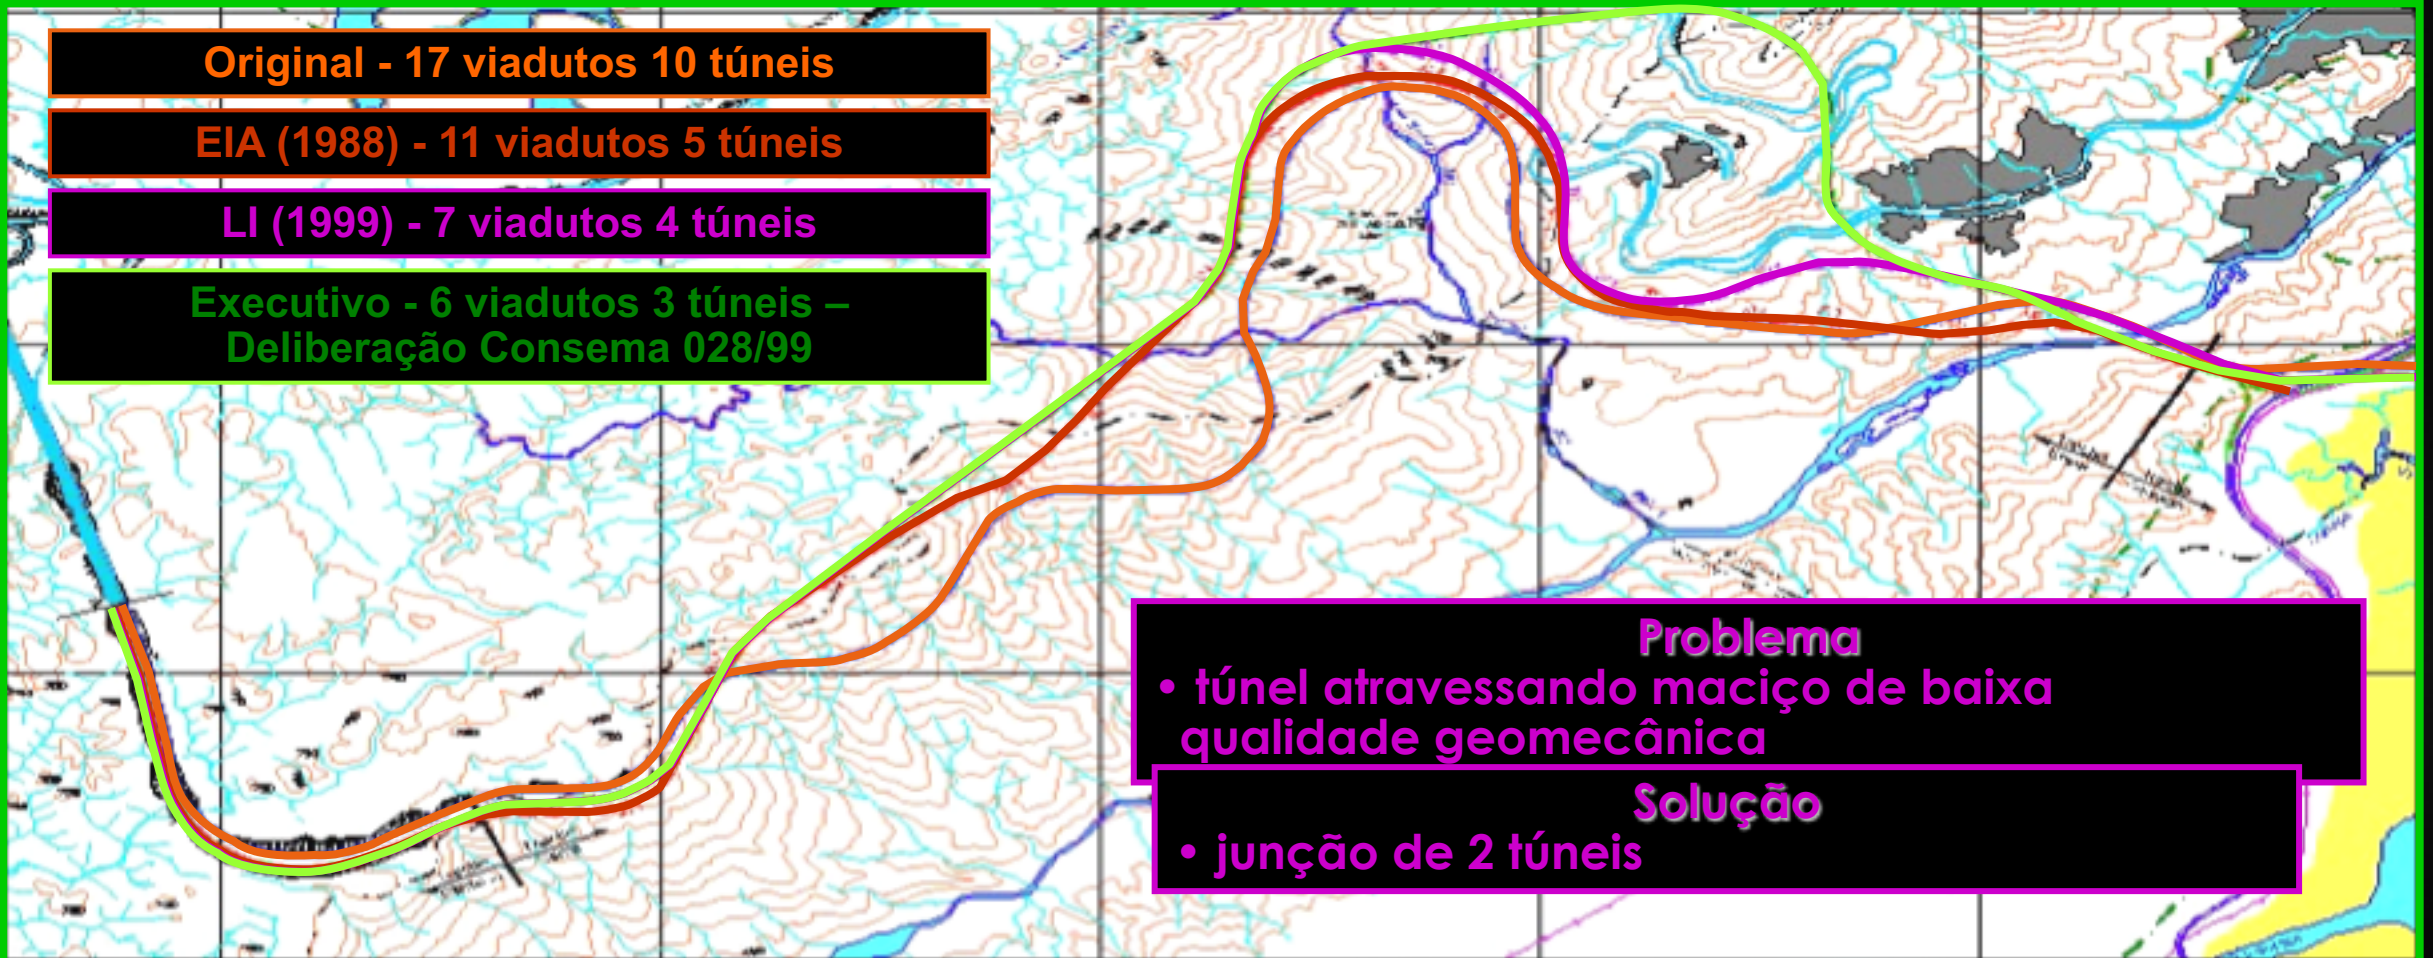 Original - 17 viadutos 10 túneis
EIA (1988) - 11 viadutos 5 túneis
LI (1999) - 7 viadutos 4 túneis
Executivo - 6 viadutos 3 túneis –
Deliberação Consema 028/99
Problema
• túnel atravessando maciço de baixa
qualidade geomecânica
Solução
• junção de 2 túneis